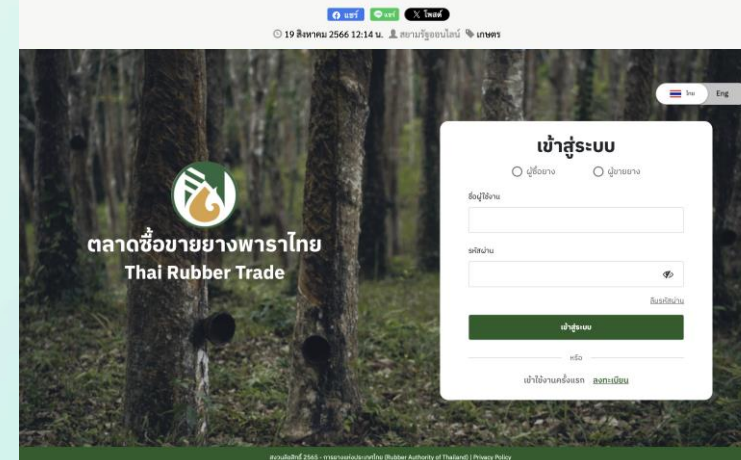 แชร์ แชร์ โพสต์
19 สิงหาคม 2566 12:14 น. สยามรัฐออนไลน์ เกษตร
ไทย Eng
เข้าสู่ระบบ
ผู้ซื้อยาง ผู้ขายยาง
ชื่อผู้ใช้งาน
รหัสผ่าน
ลืมรหัสผ่าน
เข้าสู่ระบบ
หรือ
เข้าใช้งานครั้งแรก ลงทะเบียน
ตลาดซื้อขายยางพาราไทย
Thai Rubber Trade
สงวนลิขสิทธิ์ 2565 - การยางแห่งประเทศไทย (Rubber Authority of Thailand) | Privacy Policy